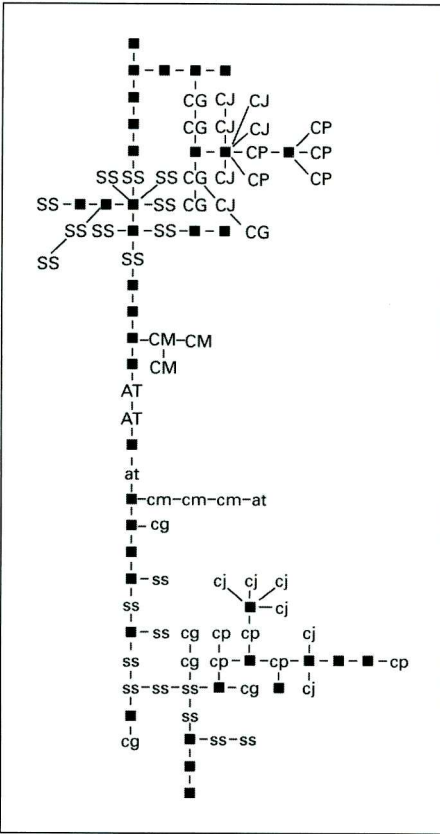 CG CJ CJ
CG CJ CJ CP
CP CP
SS SS SS CG CJ CP CP
SS SS CG CJ
SS SS SS CG
SS SS
CM CM
CM
AT
AT
at
cm cm cm at
cg
ss cj cj cj
ss cj
ss cg cp cp cj
ss cg cp cp cp
ss ss ss cg cj
ss
cg ss ss